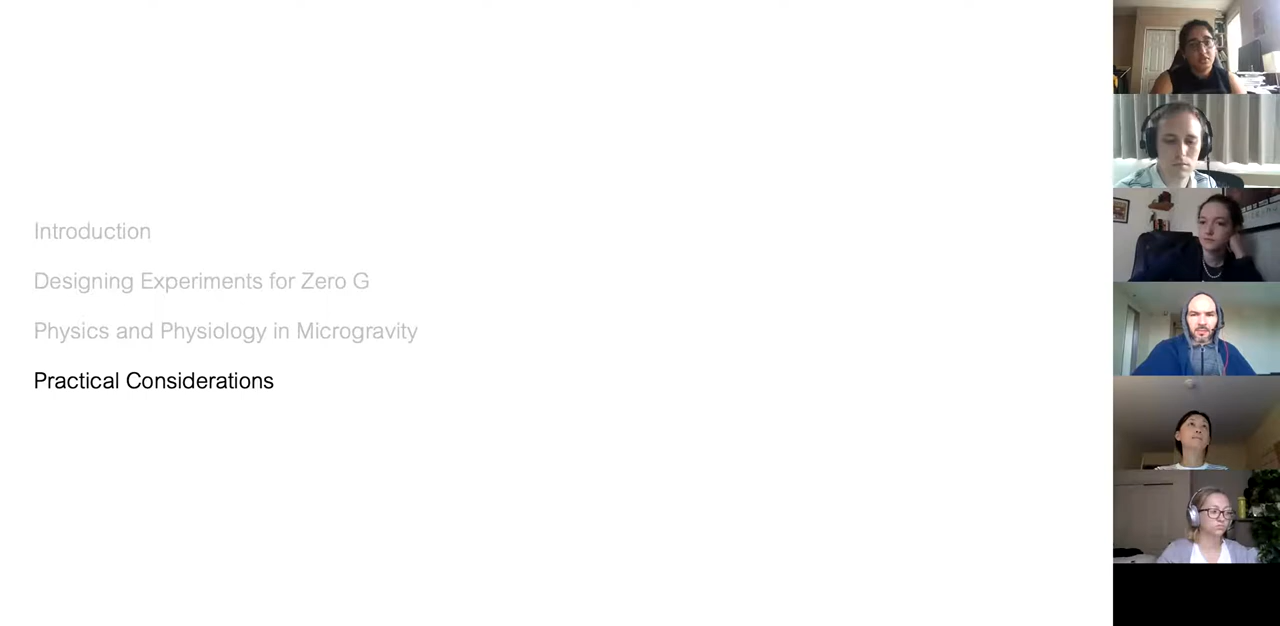 Introduction
Designing Experiments for Zero G
Physics and Physiology in Microgravity
Practical Considerations